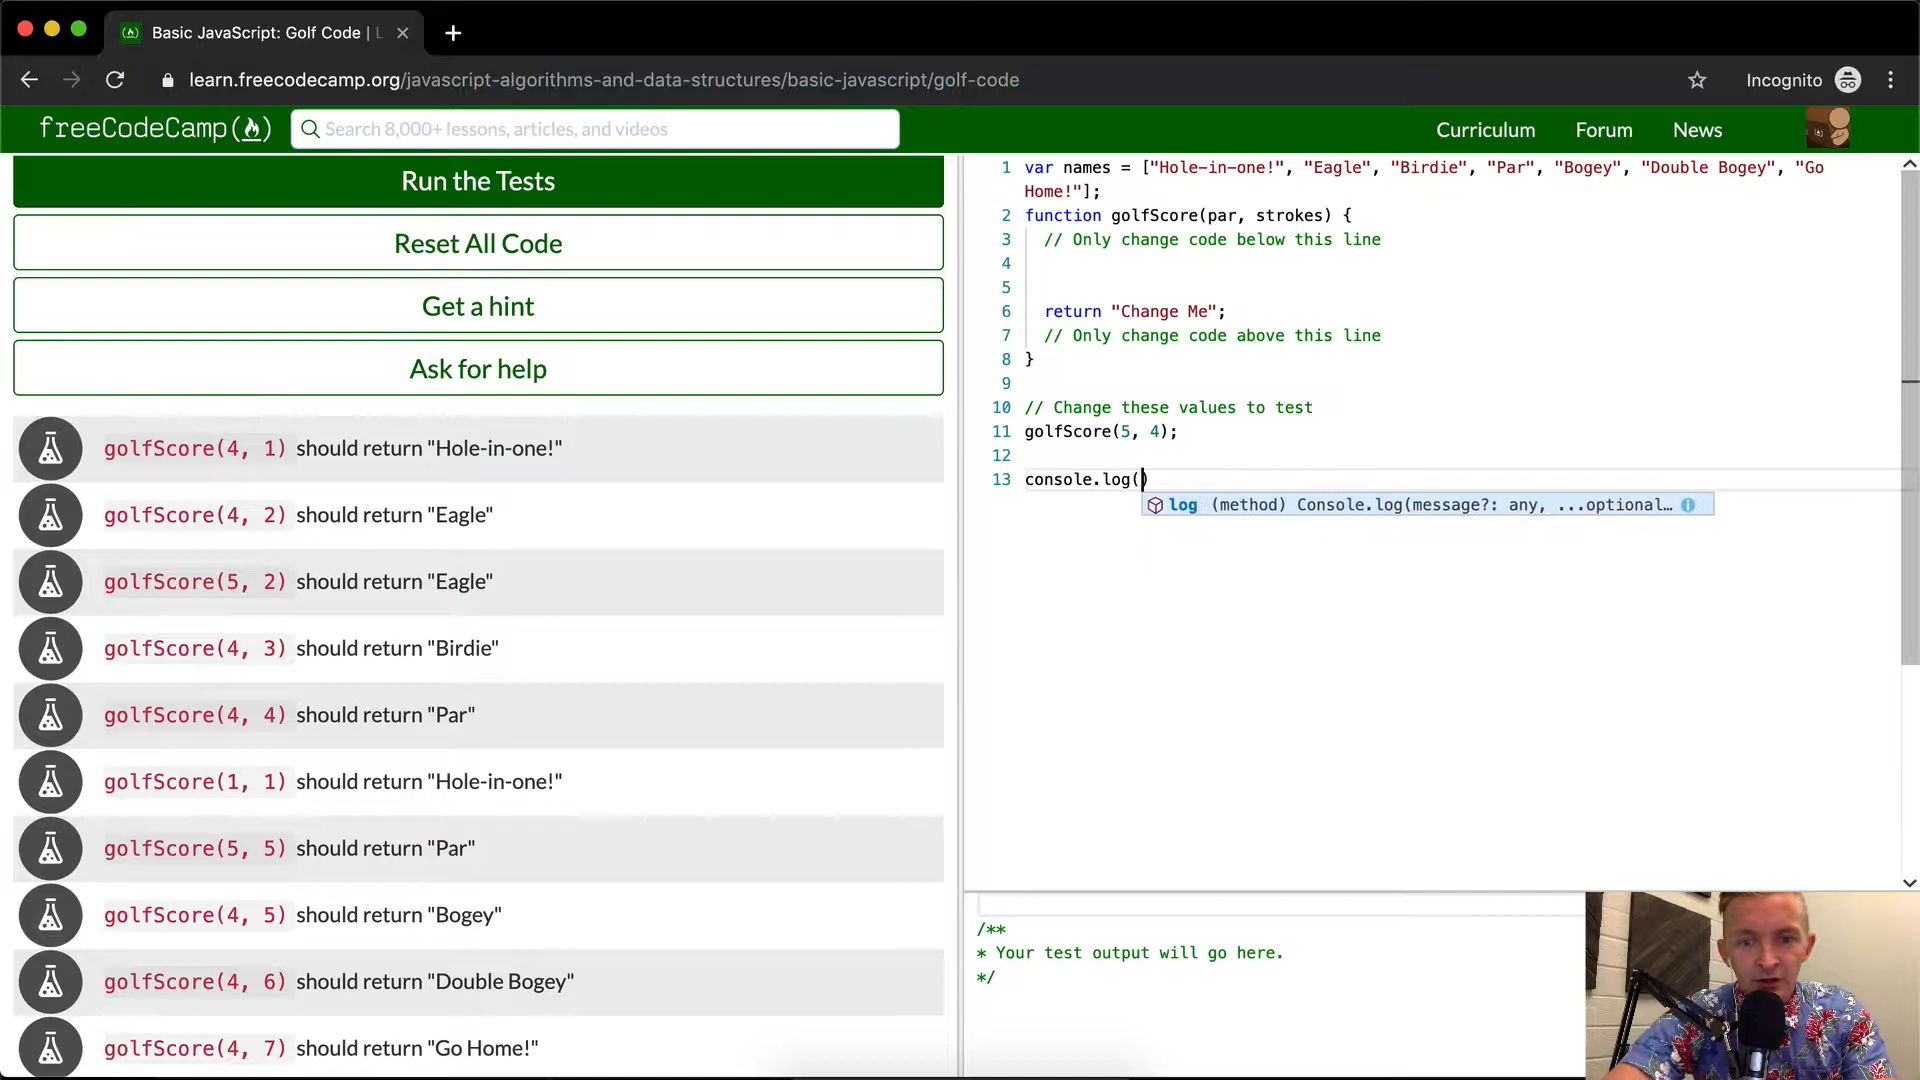 Basic JavaScript: Golf Code | L
learn.freecodecamp.org/javascript-algorithms-and-data-structures/basic-javascript/golf-code
Incognito
freeCodeCamp
Search 8,000+ lessons, articles, and videos
Curriculum
Forum
News
Run the Tests
Reset All Code
Get a hint
Ask for help
golfScore(4, 1) should return "Hole-in-one!"
golfScore(4, 2) should return "Eagle"
golfScore(5, 2) should return "Eagle"
golfScore(4, 3) should return "Birdie"
golfScore(4, 4) should return "Par"
golfScore(1, 1) should return "Hole-in-one!"
golfScore(5, 5) should return "Par"
golfScore(4, 5) should return "Bogey"
golfScore(4, 6) should return "Double Bogey"
golfScore(4, 7) should return "Go Home!"
1 var names = ["Hole-in-one!", "Eagle", "Birdie", "Par", "Bogey", "Double Bogey", "Go
Home!"];
2 function golfScore(par, strokes) {
3 // Only change code below this line
4
5
6 return "Change Me";
7 // Only change code above this line
8 }
9
10 // Change these values to test
11 golfScore(5, 4);
12
13 console.log()
log (method) Console.log(message?: any, ...optional…
/**
* Your test output will go here.
*/